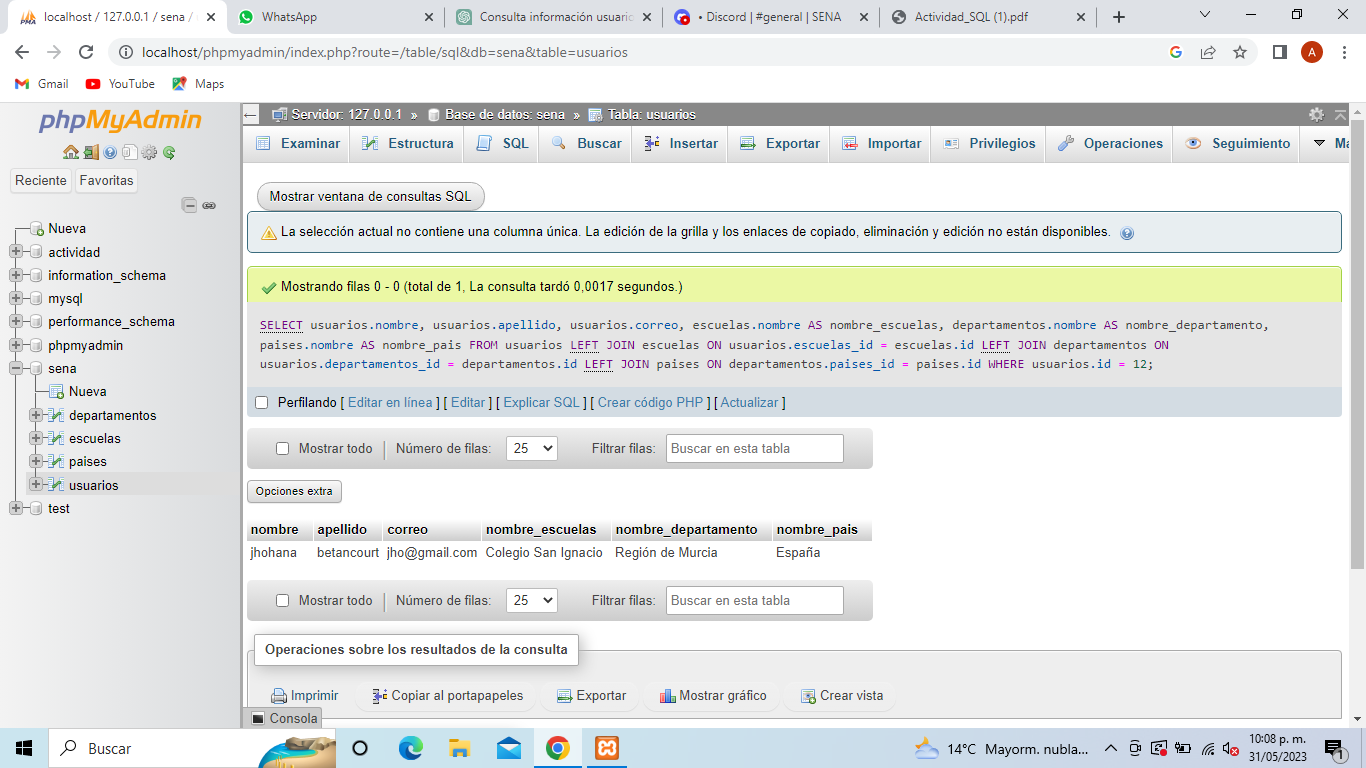 localhost / 127.0.0.1 / sena /
WhatsApp
Consulta información usuario
• Discord | #general | SENA
Actividad_SQL (1).pdf
localhost/phpmyadmin/index.php?route=/table/sql&db=sena&table=usuarios
A
Gmail
YouTube
Maps
phpMyAdmin
Reciente
Favoritas
Nueva
actividad
information_schema
mysql
performance_schema
phpmyadmin
sena
Nueva
departamentos
escuelas
paises
usuarios
test
Servidor: 127.0.0.1 » Base de datos: sena » Tabla: usuarios
Examinar
Estructura
SQL
Buscar
Insertar
Exportar
Importar
Privilegios
Operaciones
Seguimiento
Má
Mostrar ventana de consultas SQL
La selección actual no contiene una columna única. La edición de la grilla y los enlaces de copiado, eliminación y edición no están disponibles.
Mostrando filas 0 - 0 (total de 1, La consulta tardó 0,0017 segundos.)
SELECT usuarios.nombre, usuarios.apellido, usuarios.correo, escuelas.nombre AS nombre_escuelas, departamentos.nombre AS nombre_departamento,
paises.nombre AS nombre_pais FROM usuarios LEFT JOIN escuelas ON usuarios.escuelas_id = escuelas.id LEFT JOIN departamentos ON
usuarios.departamentos_id = departamentos.id LEFT JOIN paises ON departamentos.paises_id = paises.id WHERE usuarios.id = 12;
Perfilando [ Editar en línea ] [ Editar ] [ Explicar SQL ] [ Crear código PHP ] [ Actualizar ]
Mostrar todo | Número de filas: 25 Filtrar filas: Buscar en esta tabla
Opciones extra
nombre apellido correo nombre_escuelas nombre_departamento nombre_pais
jhohana betancourt jho@gmail.com Colegio San Ignacio Región de Murcia España
Mostrar todo | Número de filas: 25 Filtrar filas: Buscar en esta tabla
Operaciones sobre los resultados de la consulta
Imprimir
Copiar al portapapeles
Exportar
Mostrar gráfico
Crear vista
Consola
Buscar
14°C Mayorm. nubla...
10:08 p. m.
31/05/2023
1